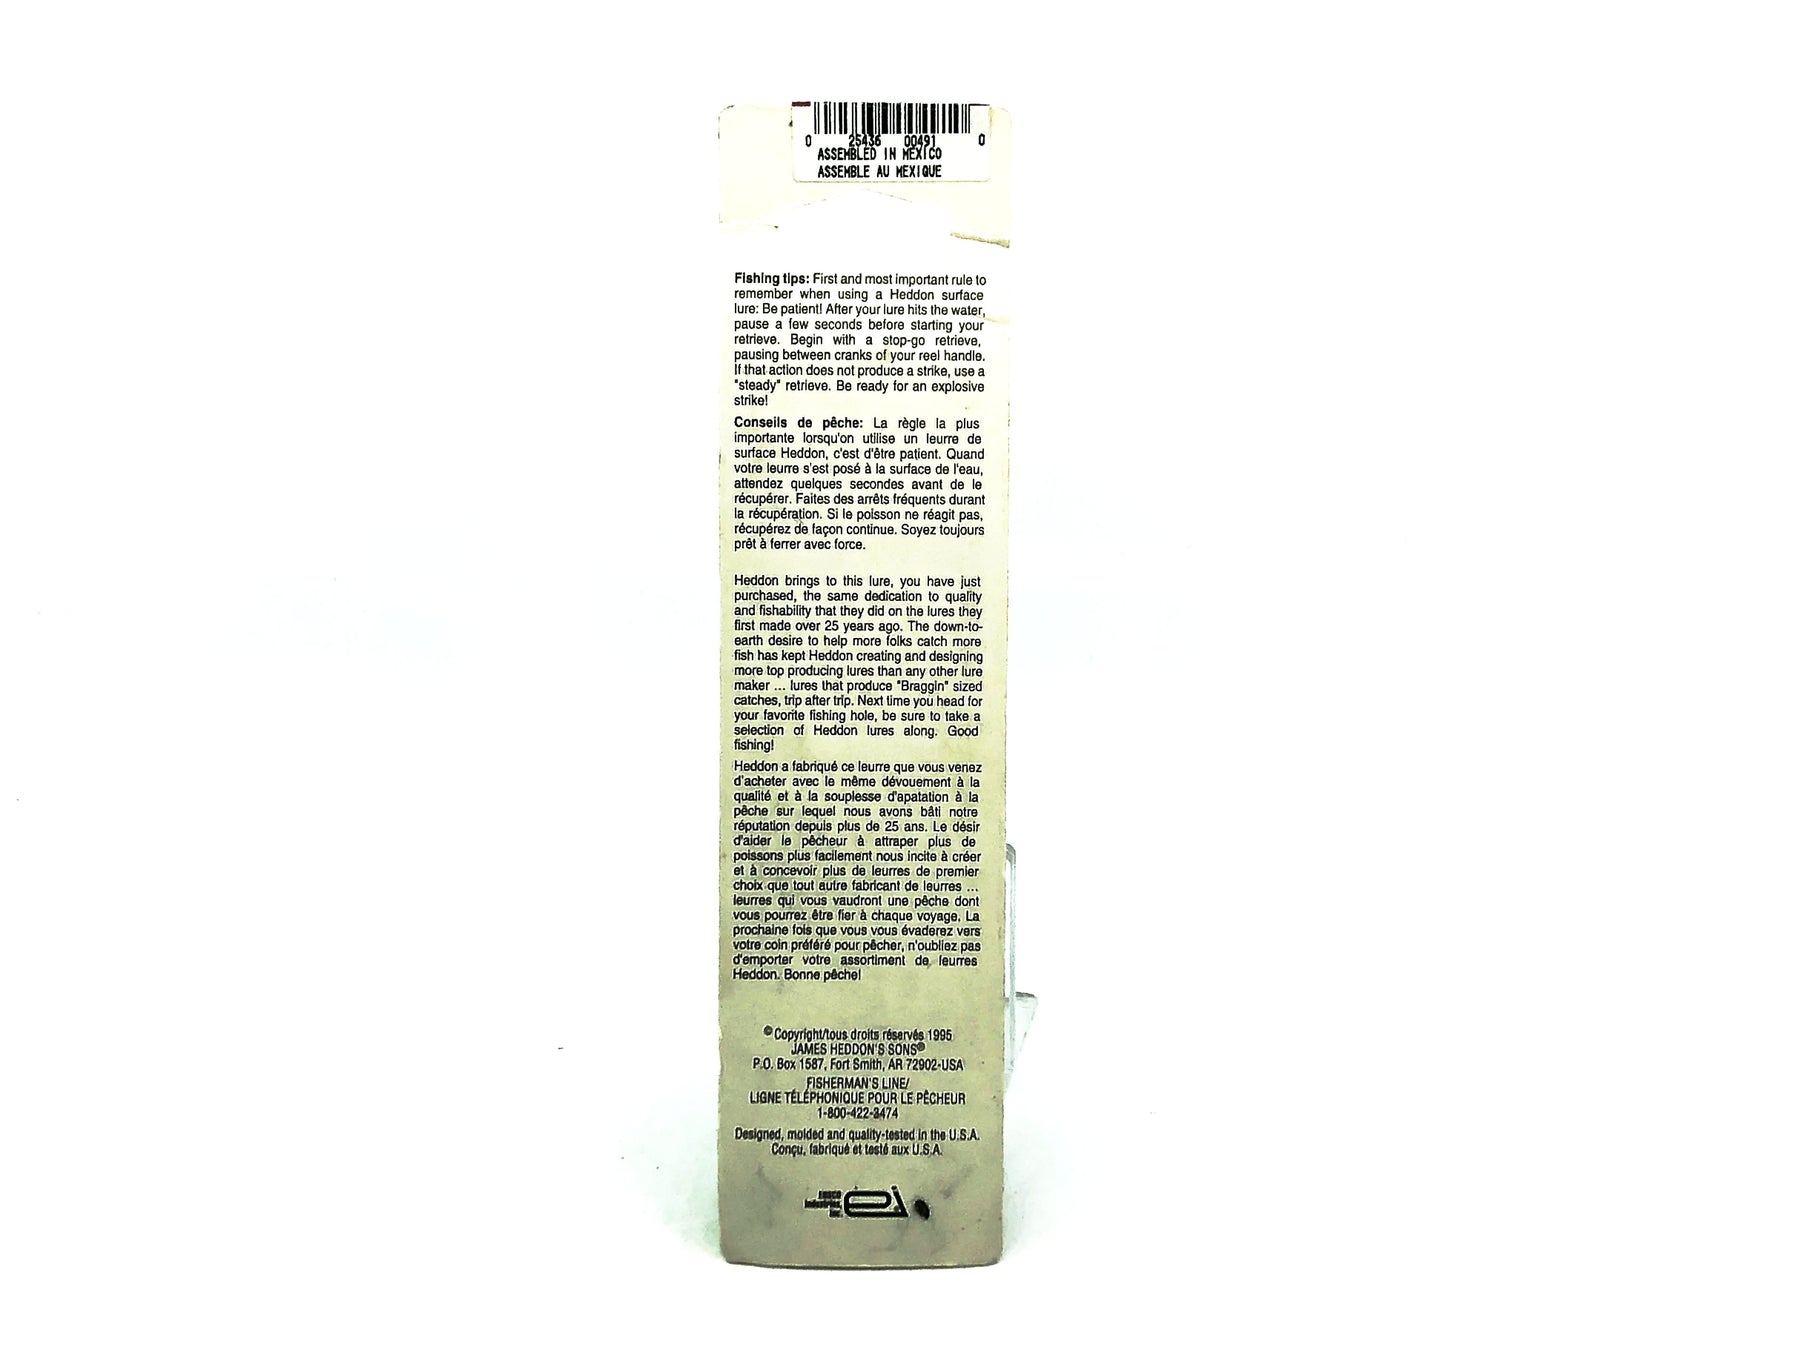 0 25436 00491 0
ASSEMBLED IN MEXICO
ASSEMBLE AU MEXIQUE
Fishing tips: First and most important rule to
remember when using a Heddon surface
lure: Be patient! After your lure hits the water,
pause a few seconds before starting your
retrieve. Begin with a stop-go retrieve,
pausing between cranks of your reel handle.
If that action does not produce a strike, use a
"steady" retrieve. Be ready for an explosive
strike!
Conseils de pêche: La règle la plus
importante lorsqu'on utilise un leurre de
surface Heddon, c'est d'être patient. Quand
votre leurre s'est posé à la surface de l'eau,
attendez quelques secondes avant de le
récupérer. Faites des arrêts fréquents durant
la récupération. Si le poisson ne réagit pas,
récupérez de façon continue. Soyez toujours
prêt à ferrer avec force.
Heddon brings to this lure, you have just
purchased, the same dedication to quality
and fishability that they did on the lures they
first made over 25 years ago. The down-to-
earth desire to help more folks catch more
fish has kept Heddon creating and designing
more top producing lures than any other lure
maker ... lures that produce "Braggin" sized
catches, trip after trip. Next time you head for
your favorite fishing hole, be sure to take a
selection of Heddon lures along. Good
fishing!
Heddon a fabriqué ce leurre que vous venez
d'acheter avec le même dévouement à la
qualité et à la souplesse d'apatation à la
pêche sur lequel nous avons bâti notre
réputation depuis plus de 25 ans. Le désir
d'aider le pêcheur à attraper plus de
poissons plus facilement nous incite à créer
et à concevoir plus de leurres de premier
choix que tout autre fabricant de leurres ...
leurres qui vous vaudront une pêche dont
vous pourrez être fier à chaque voyage. La
prochaine fois que vous vous évaderez vers
votre coin préféré pour pêcher, n'oubliez pas
d'emporter votre assortiment de leurres
Heddon. Bonne pêche!
© Copyright/tous droits réservés 1995
JAMES HEDDON'S SONS®
P.O. Box 1587, Fort Smith, AR 72902-USA
FISHERMAN'S LINE/
LIGNE TÉLÉPHONIQUE POUR LE PÊCHEUR
1-800-422-3474
Designed, molded and quality-tested in the U.S.A.
Conçu, fabriqué et testé aux U.S.A.
ei
Industries,
Inc.